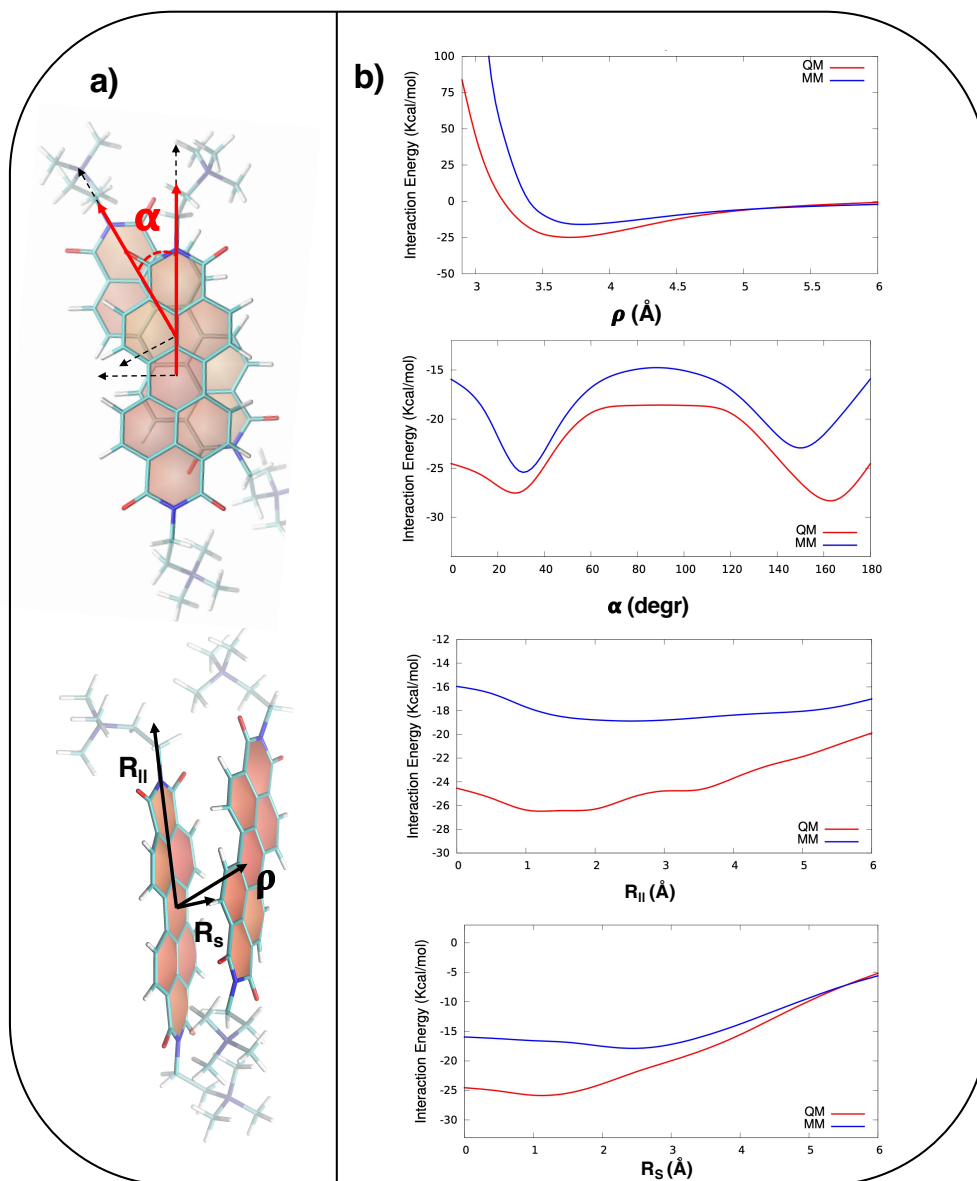 a)
α
R||
ρ
Rs
b)
QM
MM
Interaction Energy (Kcal/mol)
100
75
50
25
0
-25
-50
3
3.5
4
4.5
5
5.5
6
ρ (Å)
QM
MM
Interaction Energy (Kcal/mol)
-15
-20
-25
-30
0
20
40
60
80
100
120
140
160
180
α (degr)
QM
MM
Interaction Energy (Kcal/mol)
-12
-14
-16
-18
-20
-22
-24
-26
-28
-30
0
1
2
3
4
5
6
R|| (Å)
QM
MM
Interaction Energy (Kcal/mol)
0
-5
-10
-15
-20
-25
-30
0
1
2
3
4
5
6
RS (Å)